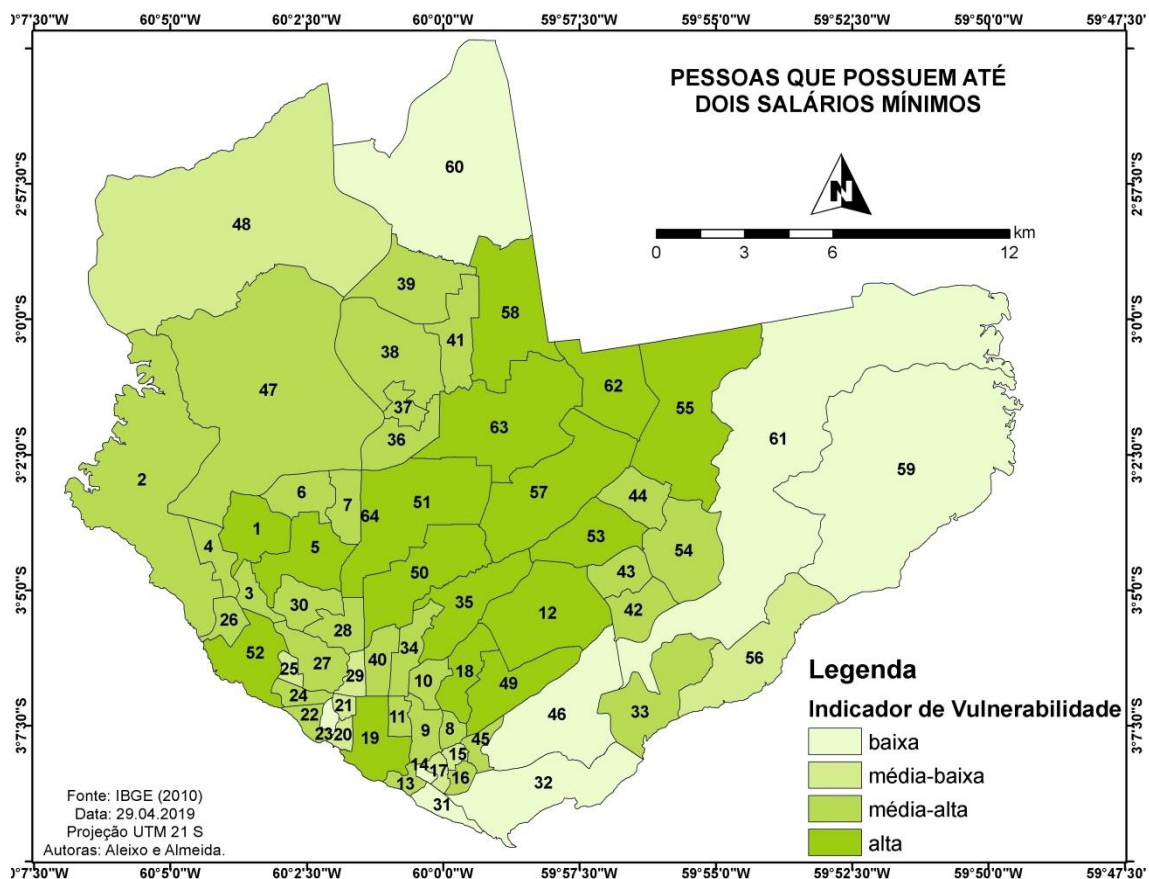 0°7'30"W 60°5'0"W 60°2'30"W 60°0'0"W 59°57'30"W 59°55'0"W 59°52'30"W 59°50'0"W 59°47'30"
PESSOAS QUE POSSUEM ATÉ
DOIS SALÁRIOS MÍNIMOS
N
km
0 3 6 12
2°57'30"S
3°0'0"S
3°2'30"S
3°5'0"S
3°7'30"S
2°57'30"S
3°0'0"S
3°2'30"S
3°5'0"S
3°7'30"S
60
48
39
58
41
38
62
47
37
55
63
36
61
59
2
6
7
51
57
44
64
1
5
53
54
4
50
43
3
30
35
12
42
26
28
34
52
27
40
56
25
29
10
18
49
24
21
46
33
22
11
9
8
23
20
19
45
15
14
17
16
13
32
31
Legenda
Indicador de Vulnerabilidade
baixa
média-baixa
média-alta
alta
Fonte: IBGE (2010)
Data: 29.04.2019
Projeção UTM 21 S
Autoras: Aleixo e Almeida.
0°7'30"W 60°5'0"W 60°2'30"W 60°0'0"W 59°57'30"W 59°55'0"W 59°52'30"W 59°50'0"W 59°47'30"